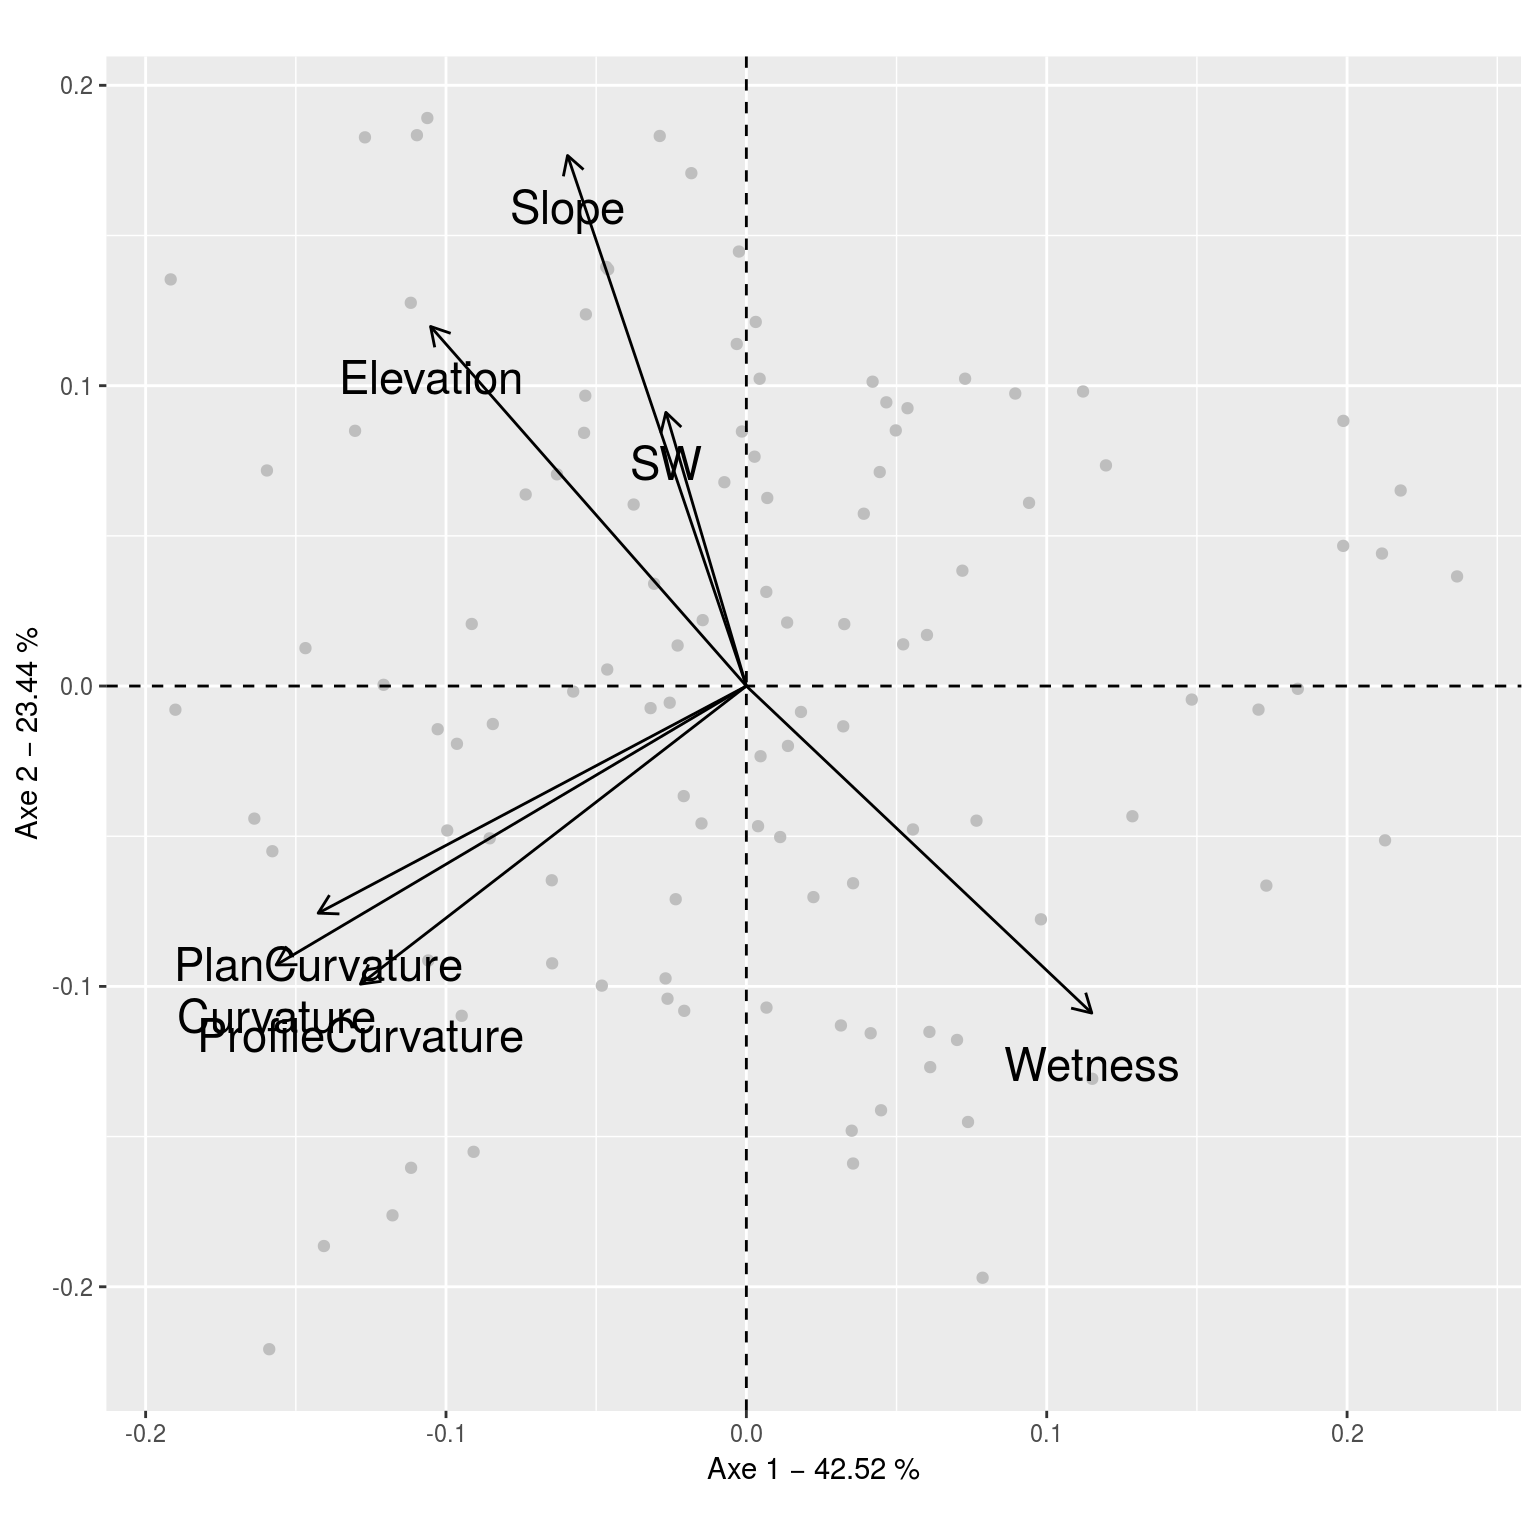 0.2
Slope
Elevation
0.1
SW
0.0
Axe 2 − 23.44 %
PlanCurvature
-0.1
Curvature
ProfileCurvature
Wetness
-0.2
-0.2 -0.1 0.0 0.1 0.2
Axe 1 − 42.52 %